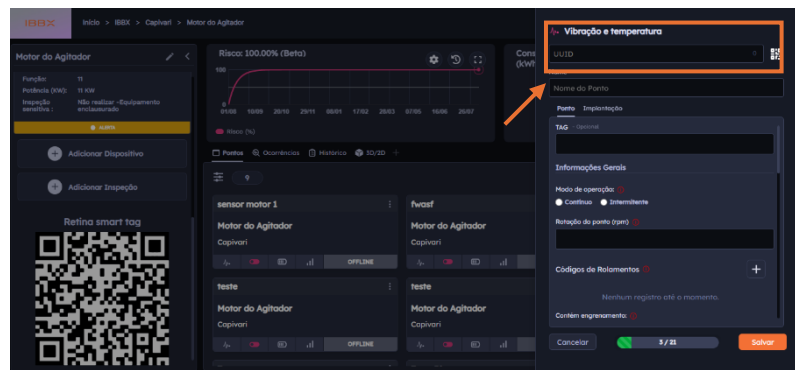 IBBX
Início > IBBX > Capivari > Motor do Agitador
Motor do Agitador
Função: 11
Potência (KW): 11 KW
Inspeção sensitiva : Não realizar -Equipamento enclausurado
ALERTA
Adicionar Dispositivo
Adicionar Inspeção
Retina smart tag
Risco: 100.00% (Beta)
100
0
01/08 10/09 20/10 29/11 08/01 17/02 28/03 07/05 16/06 26/07
Risco (%)
Cons
(kWh
Pontos Ocorrências Histórico 3D/2D +
9
sensor motor 1
Motor do Agitador
Capivari
OFFLINE
fwasf
Motor do Agitador
Capivari
teste
Motor do Agitador
Capivari
OFFLINE
teste
Motor do Agitador
Capivari
Vibração e temperatura
UUID
Nome do Ponto
Ponto Implantação
TAG Opcional
Informações Gerais
Modo de operação:
Contínuo Intermitente
Rotação do ponto (rpm)
Códigos de Rolamentos
Nenhum registro até o momento.
Contém engrenamento:
Cancelar
3 / 21
Salvar